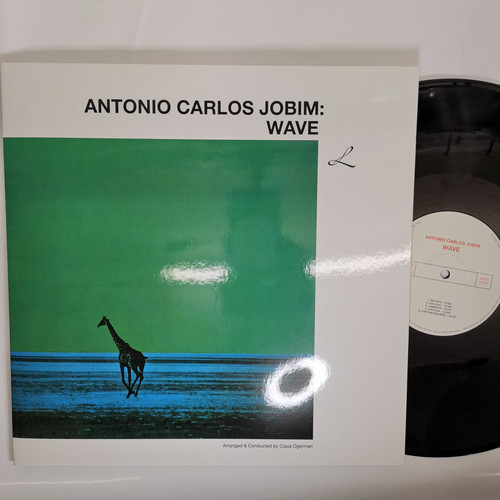 ANTONIO CARLOS JOBIM:
WAVE
Arranged & Conducted by Claus Ogerman
ANTONIO CARLOS JOBIM
WAVE